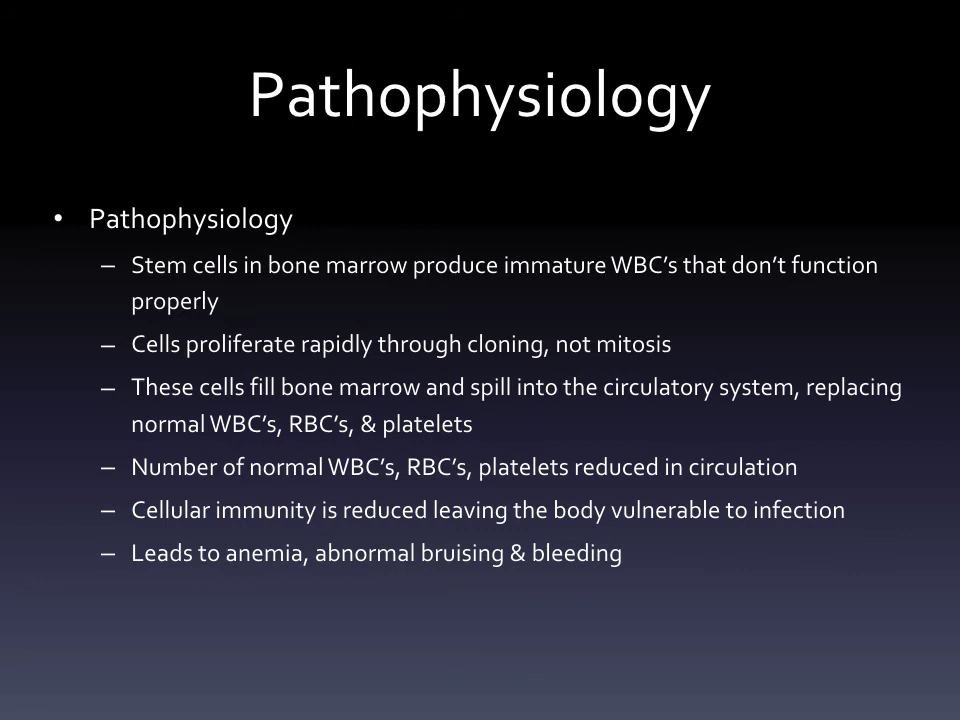 Pathophysiology
• Pathophysiology
– Stem cells in bone marrow produce immature WBC’s that don’t function
properly
– Cells proliferate rapidly through cloning, not mitosis
– These cells fill bone marrow and spill into the circulatory system, replacing
normal WBC’s, RBC’s, & platelets
– Number of normal WBC’s, RBC’s, platelets reduced in circulation
– Cellular immunity is reduced leaving the body vulnerable to infection
– Leads to anemia, abnormal bruising & bleeding